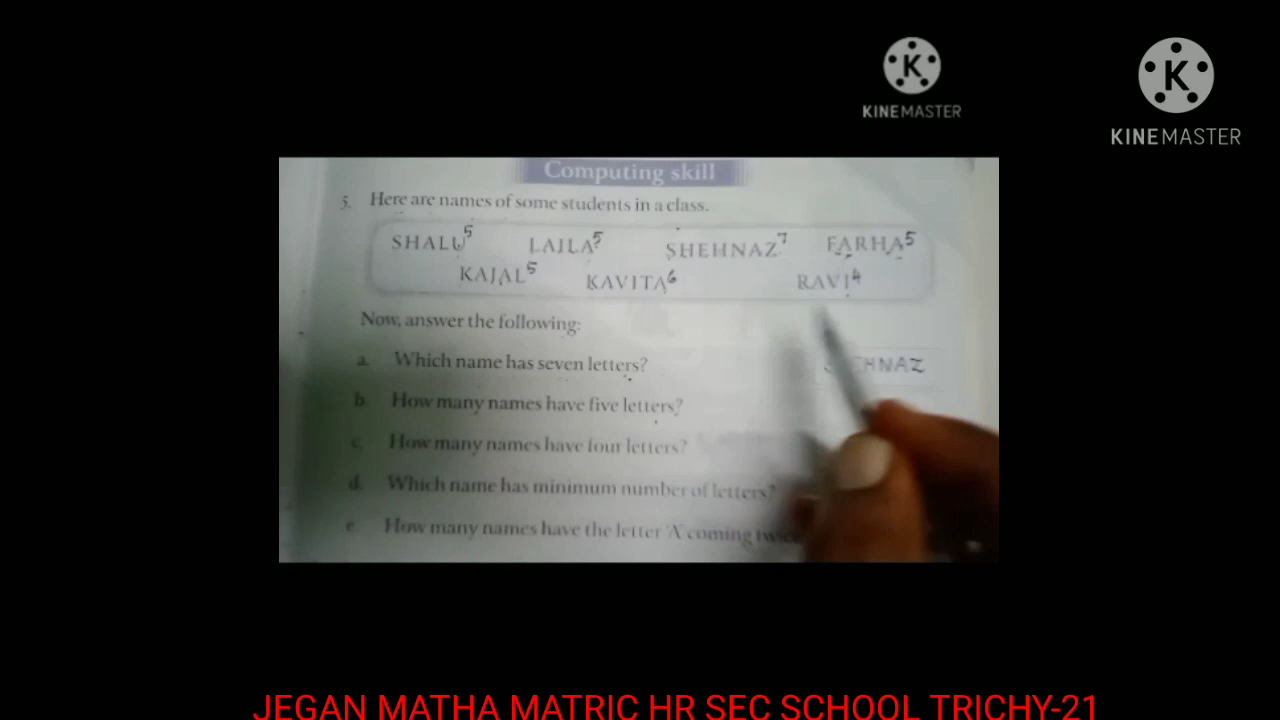 KINEMASTER
KINEMASTER
Computing skill
5. Here are names of some students in a class.
SHALU5 LAILA5 SHEHNAZ7 FARHA5
KAJAL5 KAVITA6 RAVI4
Now, answer the following:
a. Which name has seven letters? SHEHNAZ
b. How many names have five letters?
c. How many names have four letters?
d. Which name has minimum number of letters?
e. How many names have the letter 'A' coming twice
JEGAN MATHA MATRIC HR SEC SCHOOL TRICHY-21